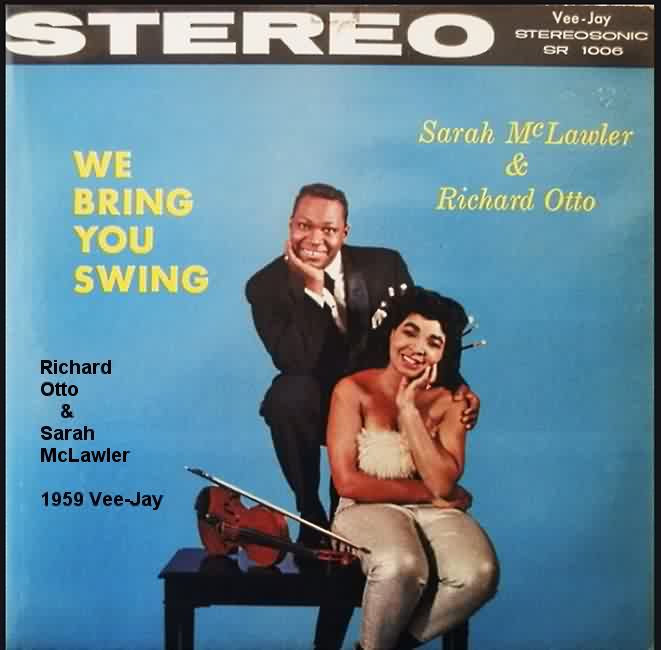 STEREO
Vee-Jay
STEREOSONIC
SR 1006
Sarah McLawler
&
Richard Otto
WE
BRING
YOU
SWING
Richard
Otto
&
Sarah
McLawler
1959 Vee-Jay